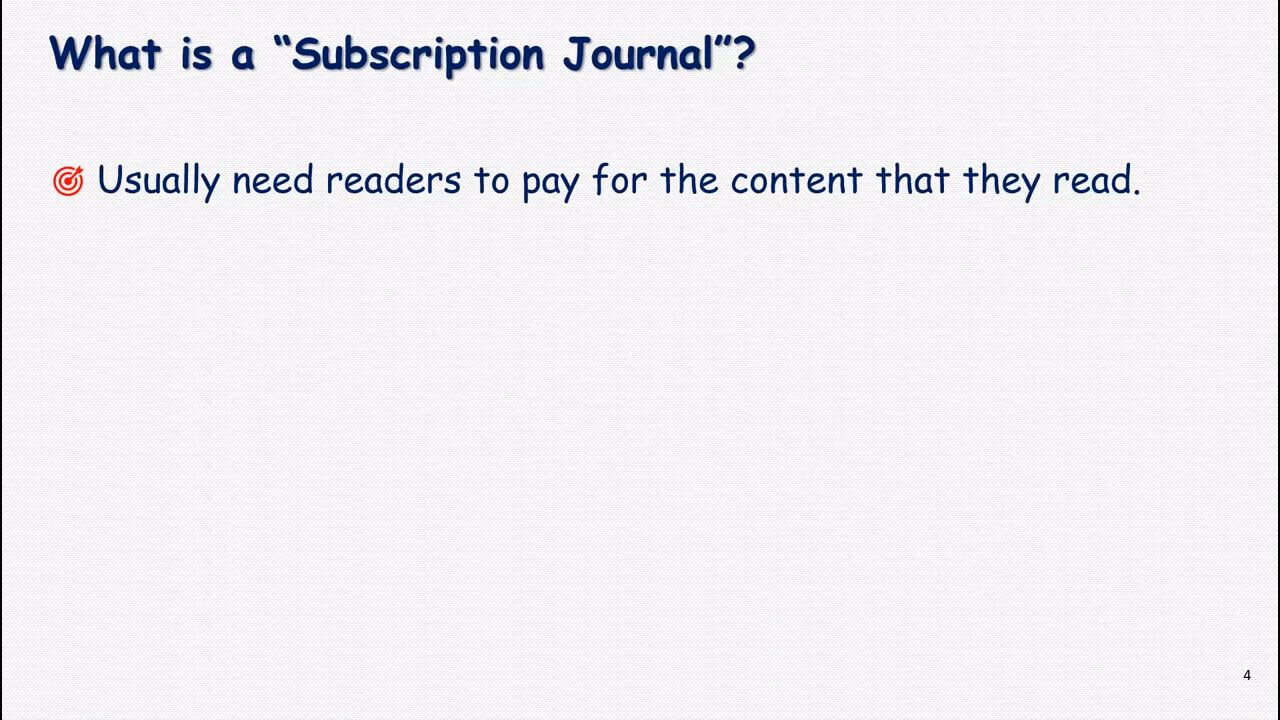 What is a “Subscription Journal”?
Usually need readers to pay for the content that they read.
4